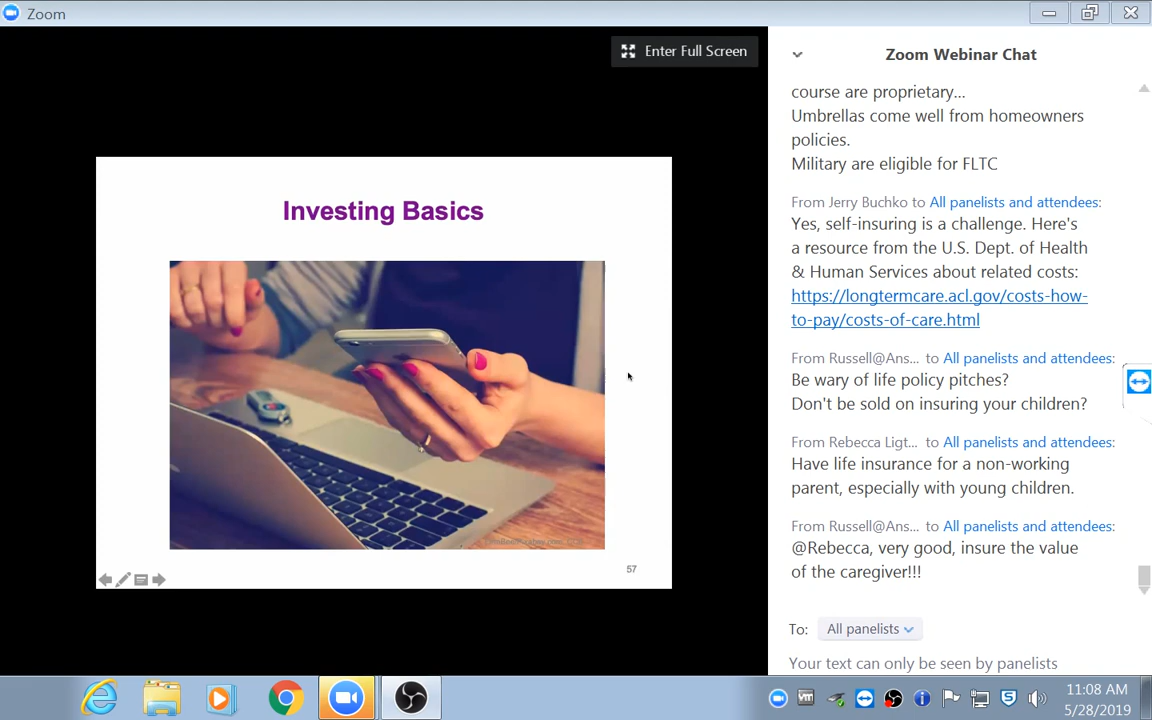 Zoom
Enter Full Screen
Investing Basics
57
Zoom Webinar Chat
course are proprietary...
Umbrellas come well from homeowners
policies.
Military are eligible for FLTC
From Jerry Buchko to All panelists and attendees:
Yes, self-insuring is a challenge. Here's
a resource from the U.S. Dept. of Health
& Human Services about related costs:
https://longtermcare.acl.gov/costs-how-
to-pay/costs-of-care.html
From Russell@Ans... to All panelists and attendees:
Be wary of life policy pitches?
Don't be sold on insuring your children?
From Rebecca Ligt... to All panelists and attendees:
Have life insurance for a non-working
parent, especially with young children.
From Russell@Ans... to All panelists and attendees:
@Rebecca, very good, insure the value
of the caregiver!!!
To: All panelists
Your text can only be seen by panelists
11:08 AM
5/28/2019